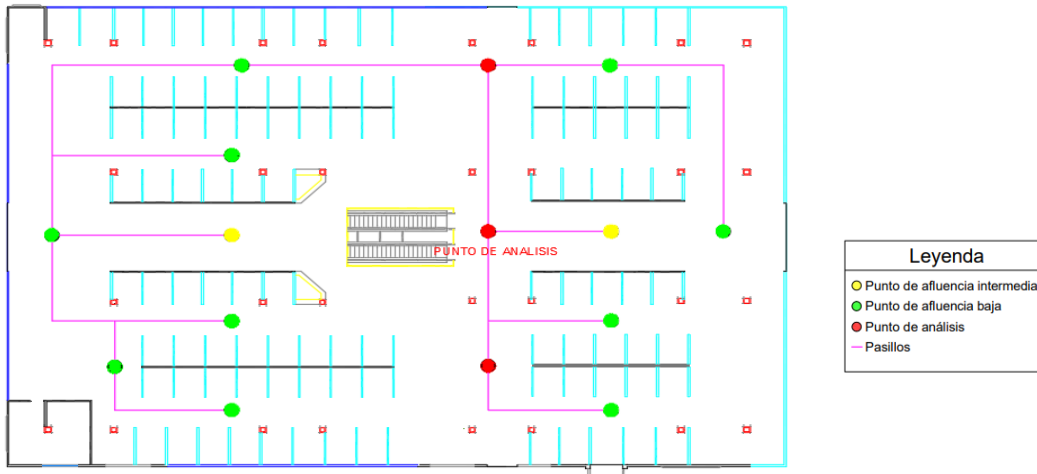 PUNTO DE ANALISIS
Leyenda
Punto de afluencia intermedia
Punto de afluencia baja
Punto de análisis
Pasillos